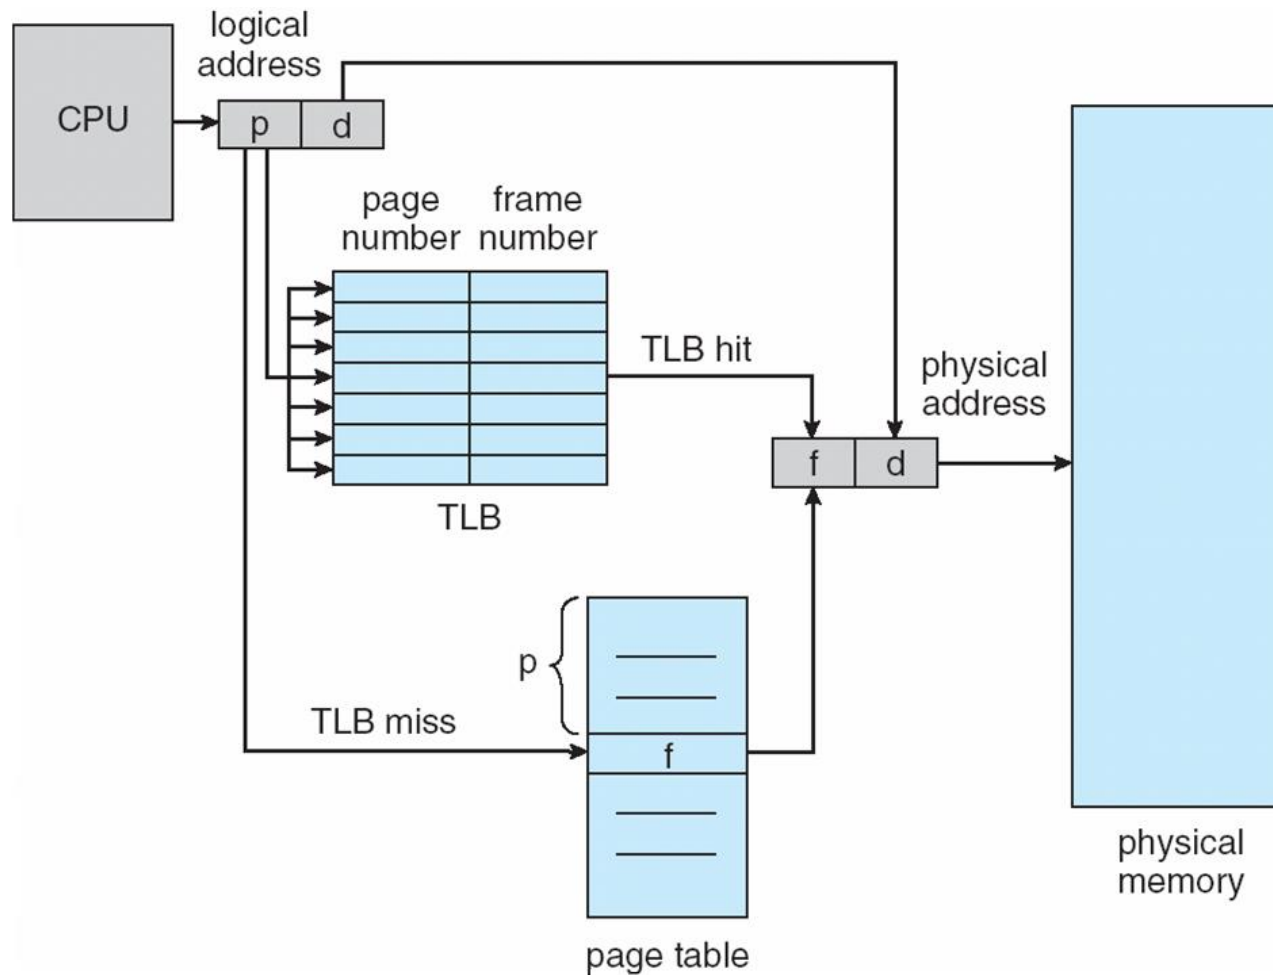 logical
address
CPU
p
d
page
number
frame
number
TLB hit
physical
address
f
d
TLB
p
TLB miss
f
physical
memory
page table